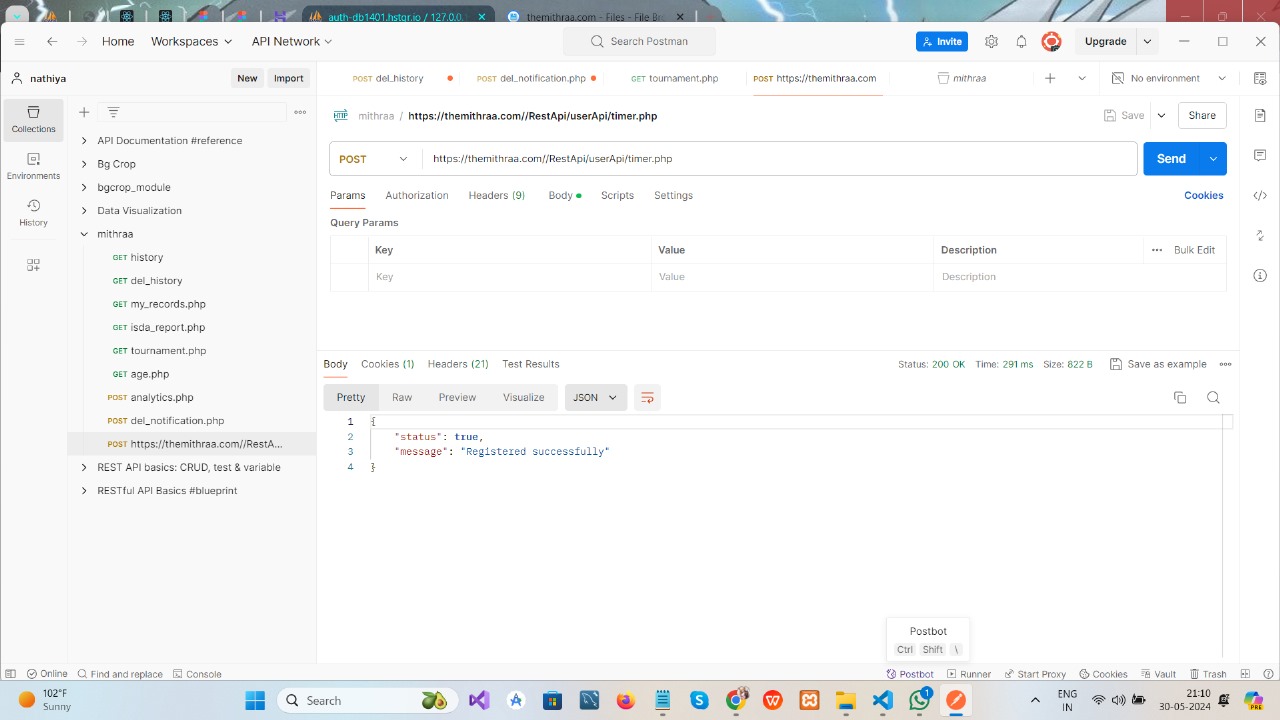 auth-db1401.hstgr.io / 127.0.0.
themithraa.com - Files - File Bro
Home
Workspaces
API Network
Search Postman
Invite
Upgrade
nathiya
New
Import
POST del_history
POST del_notification.php
GET tournament.php
POST https://themithraa.com
mithraa
No environment
Collections
Environments
History
API Documentation #reference
Bg Crop
bgcrop_module
Data Visualization
mithraa
GET history
GET del_history
GET my_records.php
GET isda_report.php
GET tournament.php
GET age.php
POST analytics.php
POST del_notification.php
POST https://themithraa.com//RestA...
REST API basics: CRUD, test & variable
RESTful API Basics #blueprint
HTTP mithraa / https://themithraa.com//RestApi/userApi/timer.php
Save
Share
POST
https://themithraa.com//RestApi/userApi/timer.php
Send
Params
Authorization
Headers (9)
Body
Scripts
Settings
Cookies
Query Params
Key
Value
Description
Bulk Edit
Key
Value
Description
Body
Cookies (1)
Headers (21)
Test Results
Status: 200 OK
Time: 291 ms
Size: 822 B
Save as example
Pretty
Raw
Preview
Visualize
JSON
1 {
2 "status": true,
3 "message": "Registered successfully"
4 }
Postbot
Ctrl Shift \
Online
Find and replace
Console
Postbot
Runner
Start Proxy
Cookies
Vault
Trash
102°F
Sunny
Search
1
ENG
IN
21:10
30-05-2024
PRE